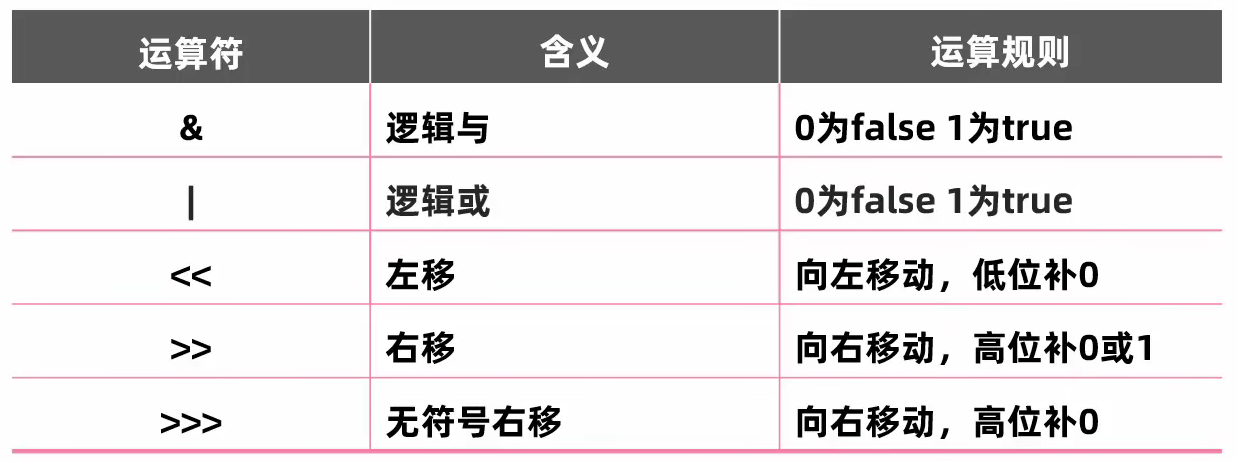 运算符 含义 运算规则
& 逻辑与 0为false 1为true
| 逻辑或 0为false 1为true
<< 左移 向左移动，低位补0
>> 右移 向右移动，高位补0或1
>>> 无符号右移 向右移动，高位补0